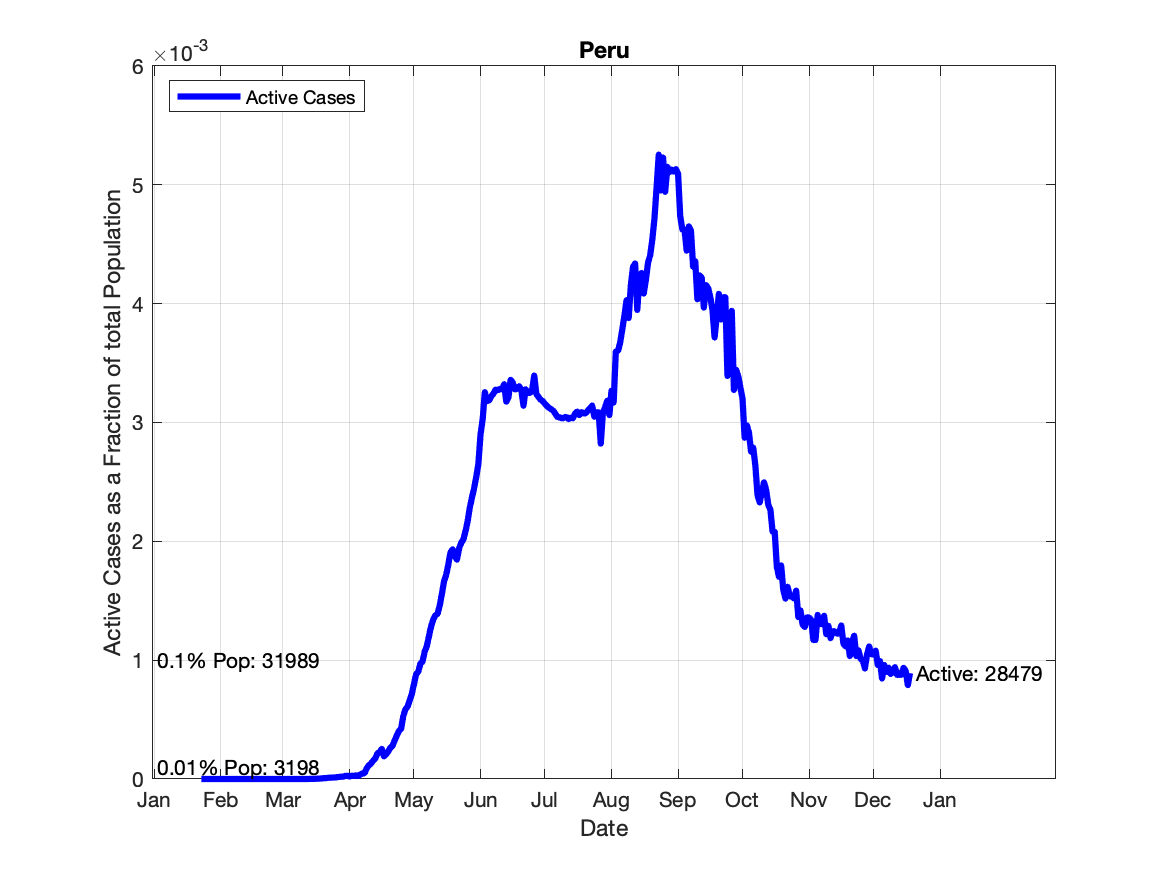 Peru
×10-3
Active Cases
6
5
4
3
2
1
0
Active Cases as a Fraction of total Population
0.1% Pop: 31989
0.01% Pop: 3198
Active: 28479
Jan Feb Mar Apr May Jun Jul Aug Sep Oct Nov Dec Jan
Date